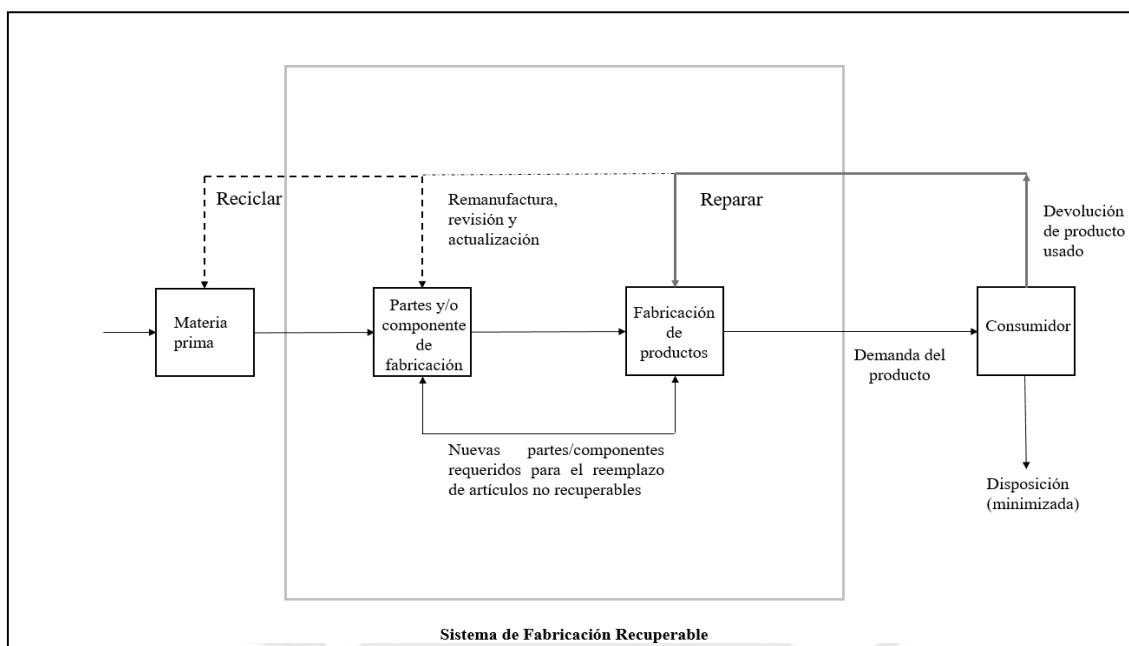 Reciclar
Remanufactura,
revisión y
actualización
Reparar
Devolución
de producto
usado
Materia
prima
Partes y/o
componente
de
fabricación
Fabricación
de
productos
Consumidor
Demanda del
producto
Nuevas partes/componentes
requeridos para el reemplazo
de artículos no recuperables
Disposición
(minimizada)
Sistema de Fabricación Recuperable